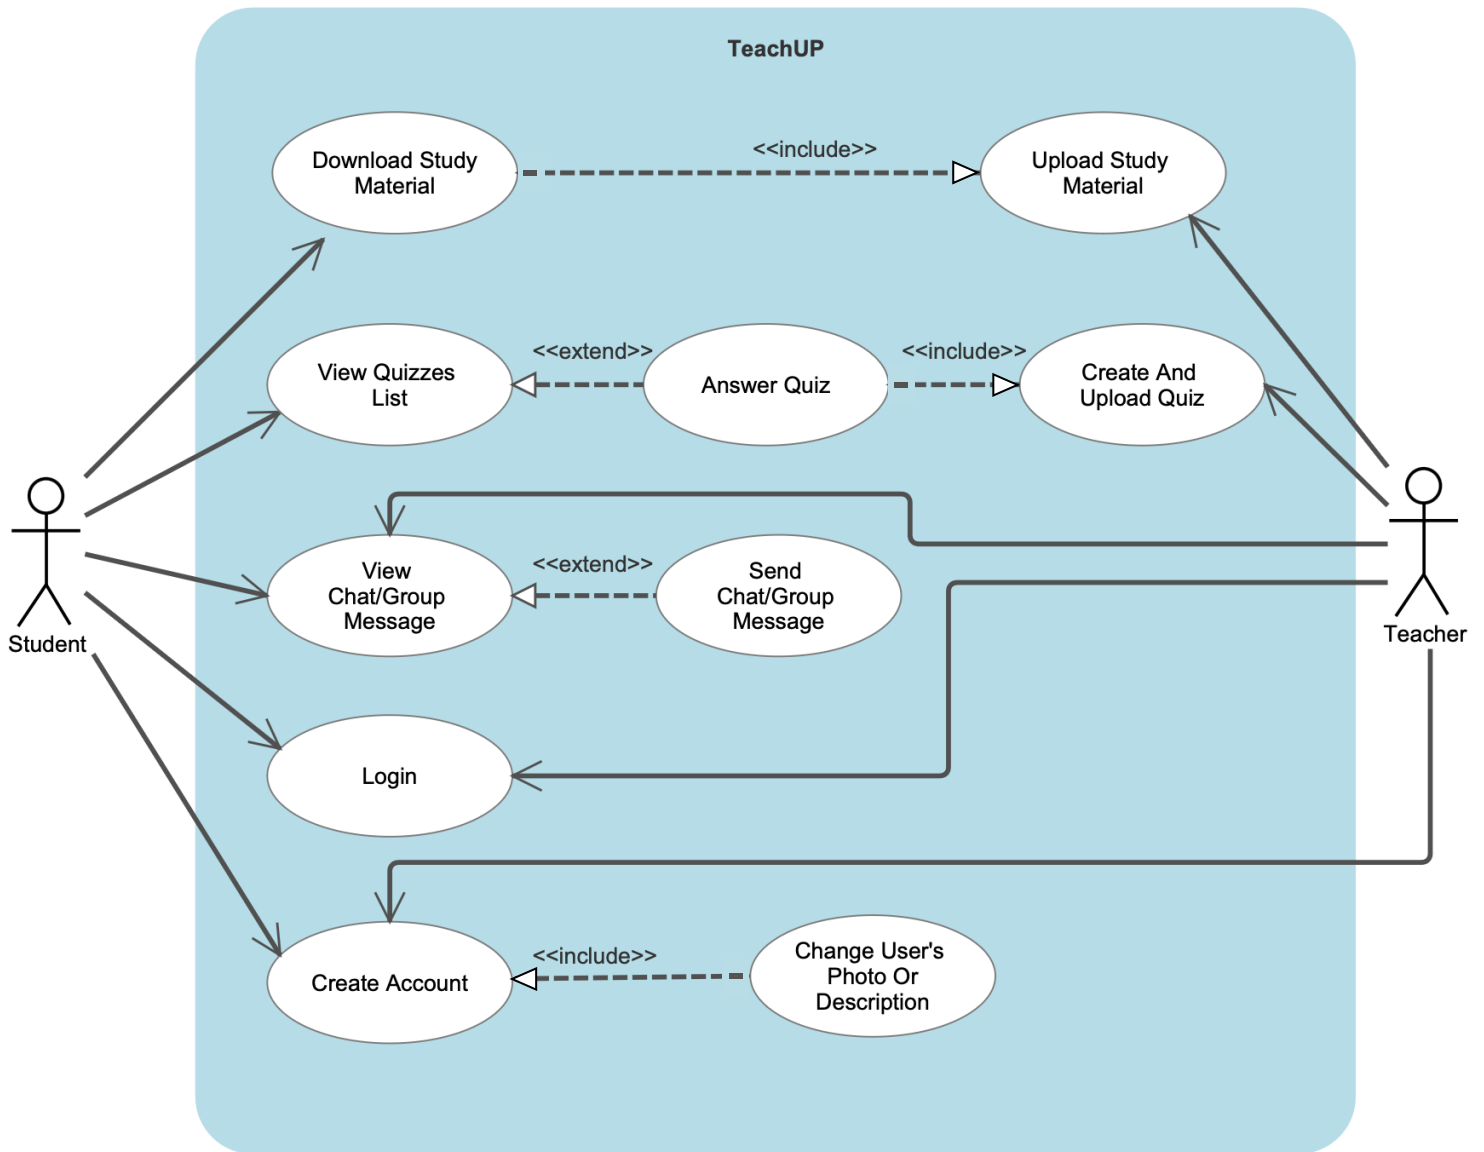 TeachUP
Download Study
Material
<<include>>
Upload Study
Material
View Quizzes
List
<<extend>>
Answer Quiz
<<include>>
Create And
Upload Quiz
View
Chat/Group
Message
<<extend>>
Send
Chat/Group
Message
Student
Teacher
Login
Create Account
<<include>>
Change User's
Photo Or
Description